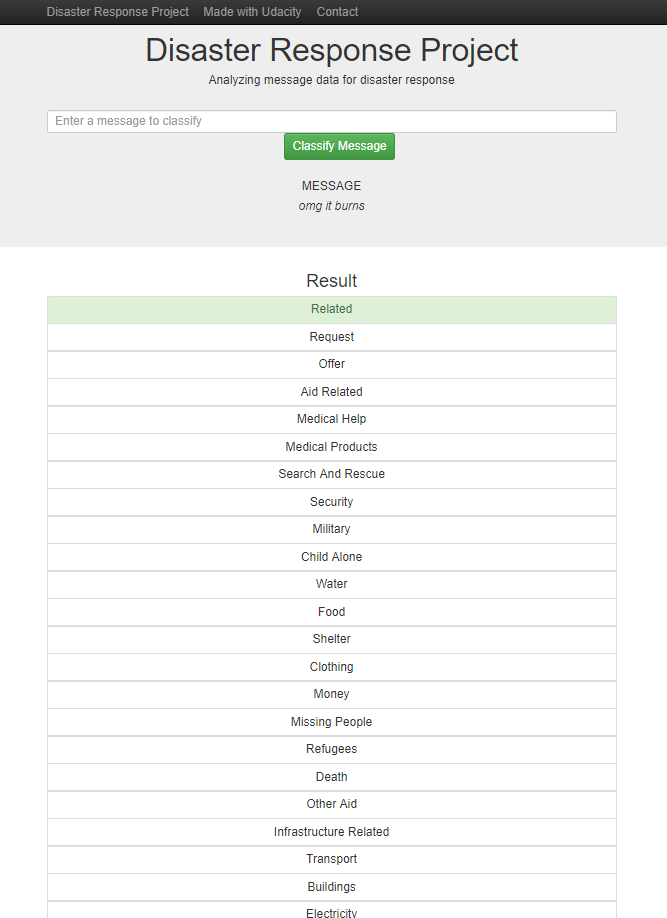 Disaster Response Project Made with Udacity Contact
Disaster Response Project
Analyzing message data for disaster response
Enter a message to classify
Classify Message
MESSAGE
omg it burns
Result
Related
Request
Offer
Aid Related
Medical Help
Medical Products
Search And Rescue
Security
Military
Child Alone
Water
Food
Shelter
Clothing
Money
Missing People
Refugees
Death
Other Aid
Infrastructure Related
Transport
Buildings
Electricity